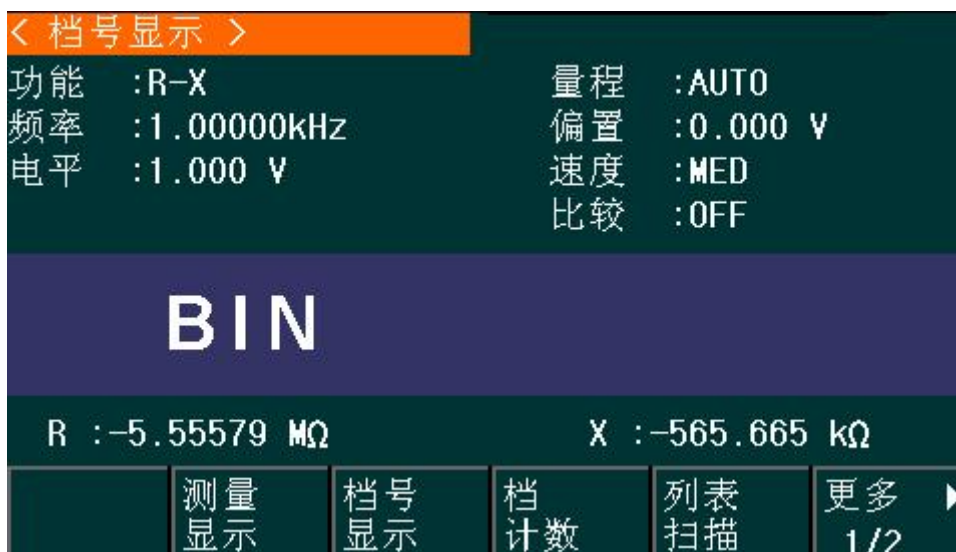 < 档号显示 >
功能 :R-X 量程 :AUTO
频率 :1.00000kHz 偏置 :0.000 V
电平 :1.000 V 速度 :MED
比较 :OFF
BIN
R :-5.55579 MΩ X :-565.665 kΩ
测量 档号 档 列表 更多
显示 显示 计数 扫描 1/2